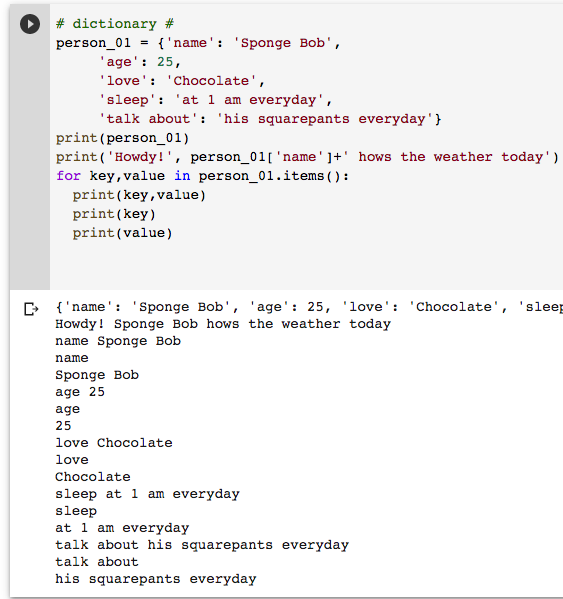 # dictionary #
person_01 = {'name': 'Sponge Bob',
     'age': 25,
     'love': 'Chocolate',
     'sleep': 'at 1 am everyday',
     'talk about': 'his squarepants everyday'}
print(person_01)
print('Howdy!', person_01['name']+' hows the weather today')
for key,value in person_01.items():
  print(key,value)
  print(key)
  print(value)
{'name': 'Sponge Bob', 'age': 25, 'love': 'Chocolate', 'sleep
Howdy! Sponge Bob hows the weather today
name Sponge Bob
name
Sponge Bob
age 25
age
25
love Chocolate
love
Chocolate
sleep at 1 am everyday
sleep
at 1 am everyday
talk about his squarepants everyday
talk about
his squarepants everyday